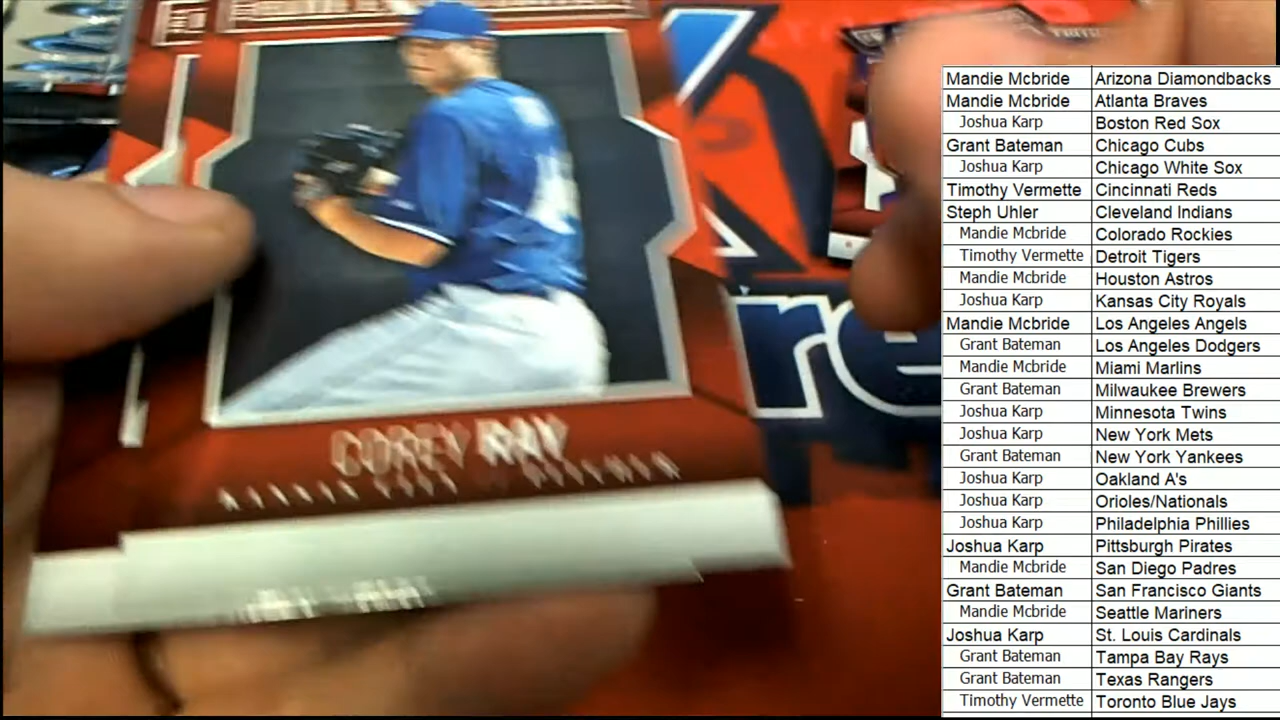 COREY RAY
re
Mandie Mcbride Arizona Diamondbacks
Mandie Mcbride Atlanta Braves
Joshua Karp Boston Red Sox
Grant Bateman Chicago Cubs
Joshua Karp Chicago White Sox
Timothy Vermette Cincinnati Reds
Steph Uhler Cleveland Indians
Mandie Mcbride Colorado Rockies
Timothy Vermette Detroit Tigers
Mandie Mcbride Houston Astros
Joshua Karp Kansas City Royals
Mandie Mcbride Los Angeles Angels
Grant Bateman Los Angeles Dodgers
Mandie Mcbride Miami Marlins
Grant Bateman Milwaukee Brewers
Joshua Karp Minnesota Twins
Joshua Karp New York Mets
Grant Bateman New York Yankees
Joshua Karp Oakland A's
Joshua Karp Orioles/Nationals
Joshua Karp Philadelphia Phillies
Joshua Karp Pittsburgh Pirates
Mandie Mcbride San Diego Padres
Grant Bateman San Francisco Giants
Mandie Mcbride Seattle Mariners
Joshua Karp St. Louis Cardinals
Grant Bateman Tampa Bay Rays
Grant Bateman Texas Rangers
Timothy Vermette Toronto Blue Jays